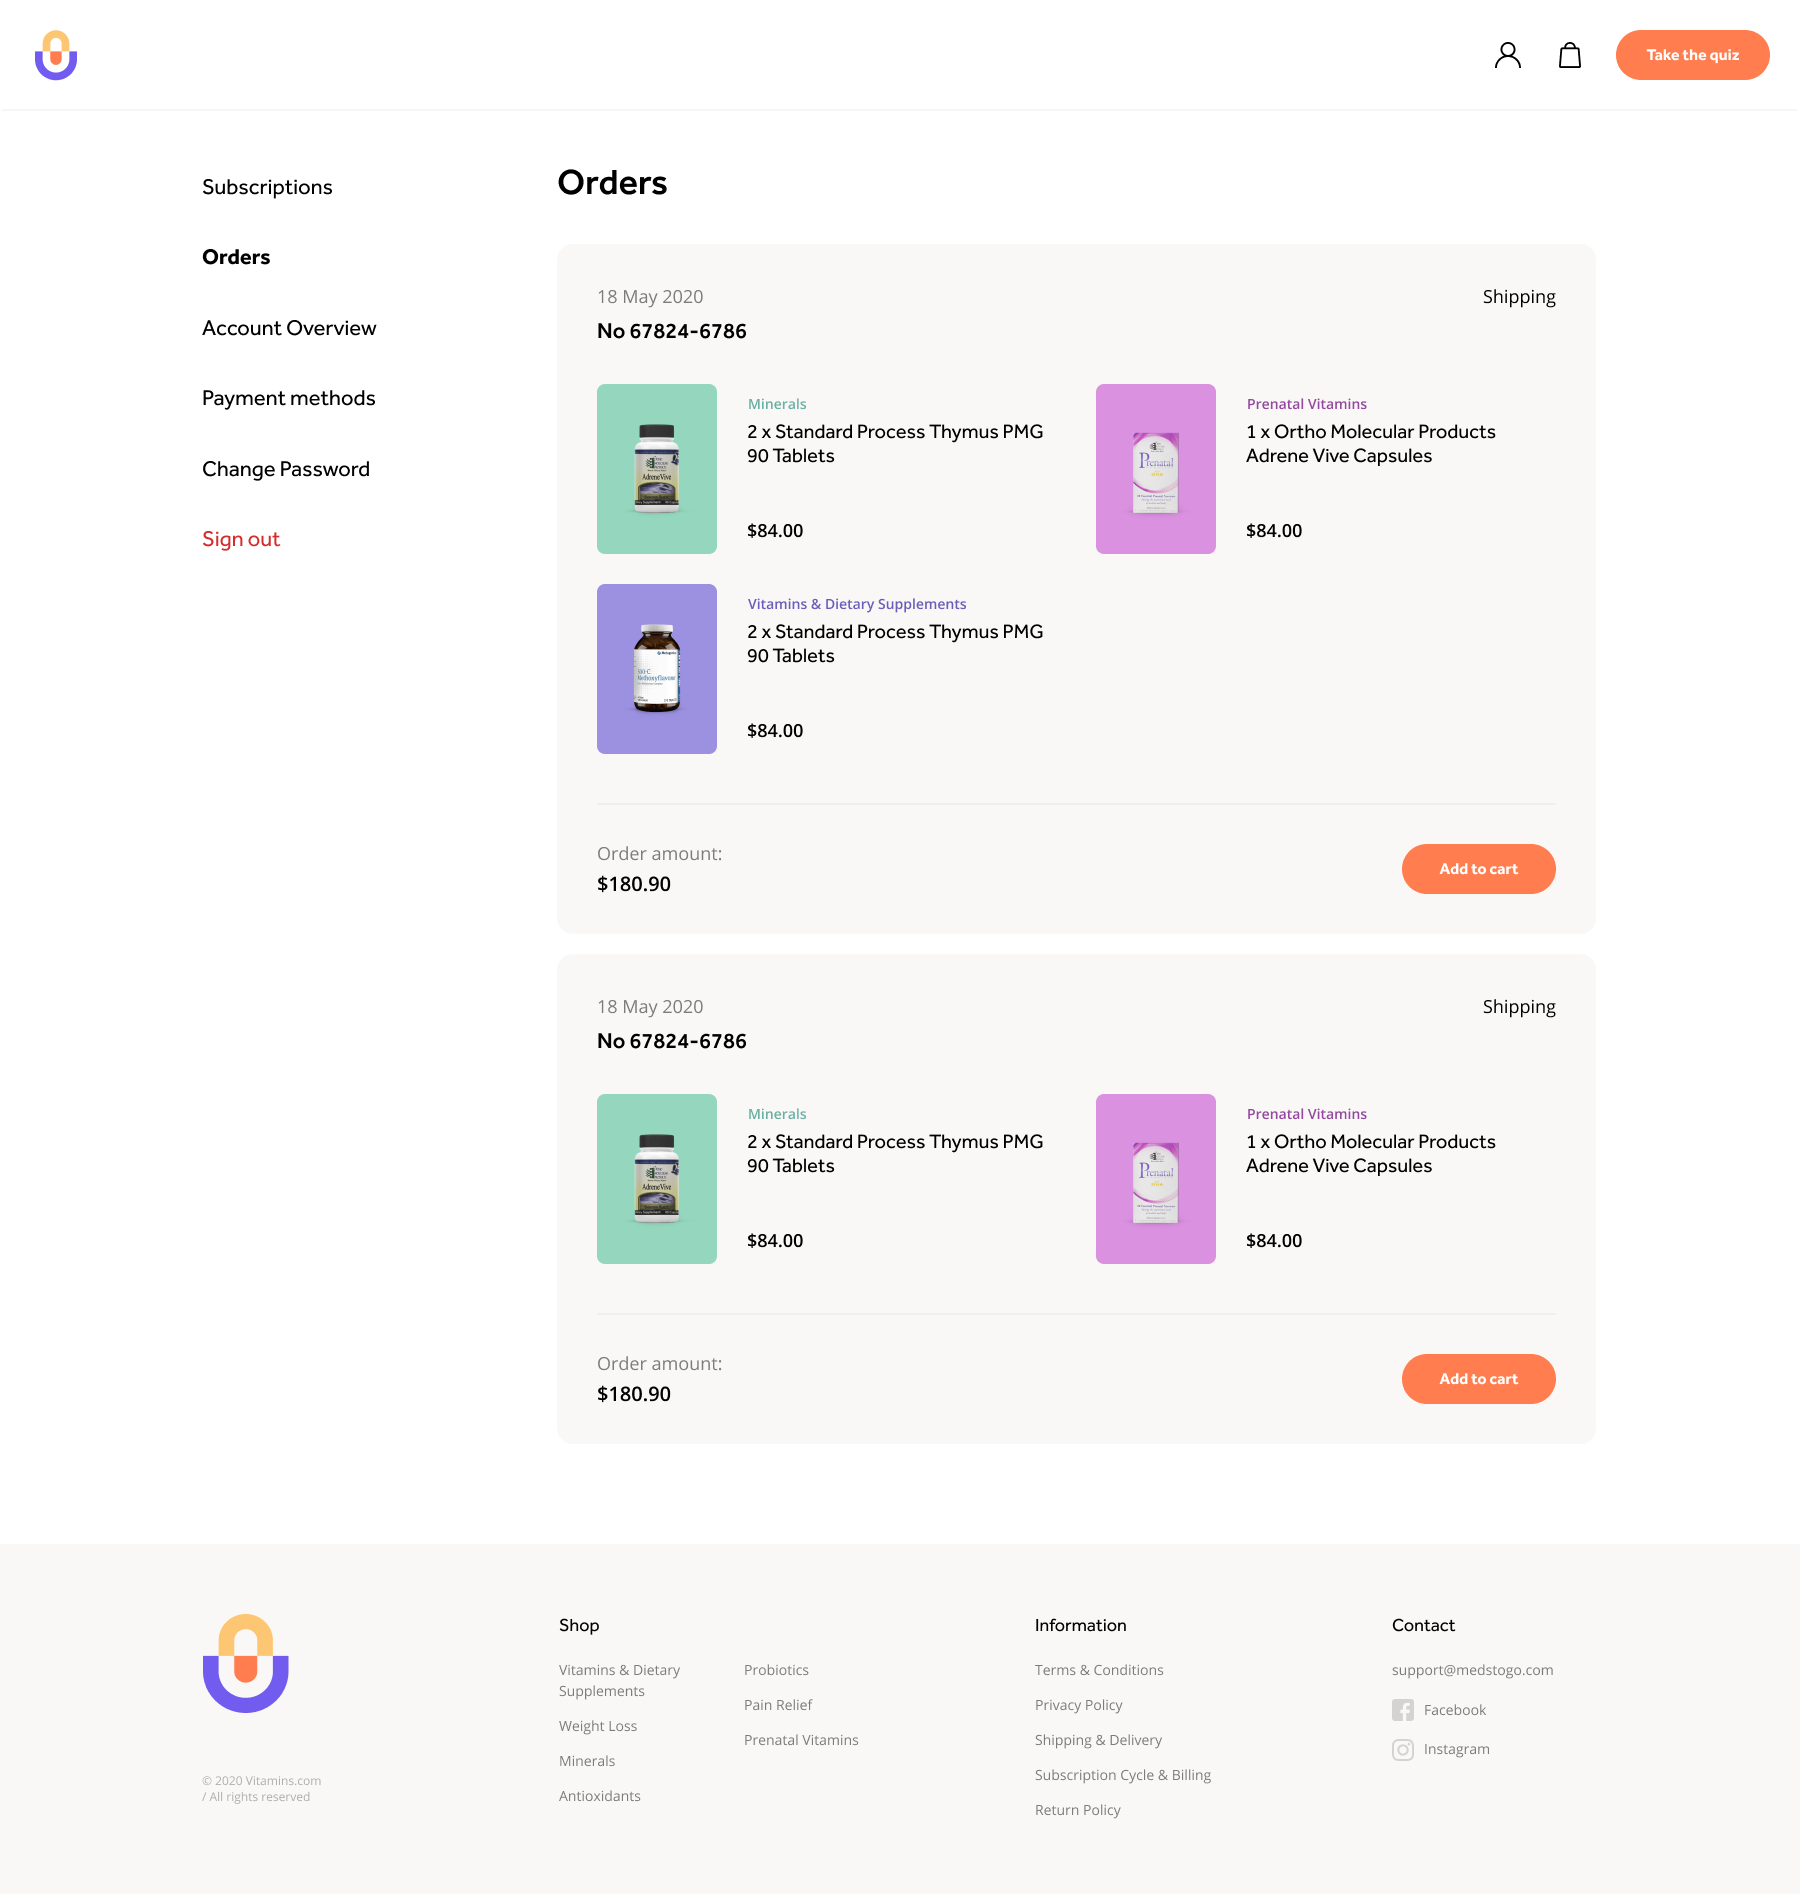 Take the quiz
Subscriptions
Orders
Account Overview
Payment methods
Change Password
Sign out
Orders
18 May 2020
Shipping
No 67824-6786
Minerals
2 x Standard Process Thymus PMG
90 Tablets
$84.00
AdreneVive
Prenatal Vitamins
1 x Ortho Molecular Products
Adrene Vive Capsules
$84.00
Prenatal
Vitamins & Dietary Supplements
2 x Standard Process Thymus PMG
90 Tablets
$84.00
Order amount:
$180.90
Add to cart
18 May 2020
Shipping
No 67824-6786
Minerals
2 x Standard Process Thymus PMG
90 Tablets
$84.00
AdreneVive
Prenatal Vitamins
1 x Ortho Molecular Products
Adrene Vive Capsules
$84.00
Prenatal
Order amount:
$180.90
Add to cart
Shop
Vitamins & Dietary
Supplements
Weight Loss
Minerals
Antioxidants
Probiotics
Pain Relief
Prenatal Vitamins
Information
Terms & Conditions
Privacy Policy
Shipping & Delivery
Subscription Cycle & Billing
Return Policy
Contact
support@medstogo.com
Facebook
Instagram
© 2020 Vitamins.com
/ All rights reserved